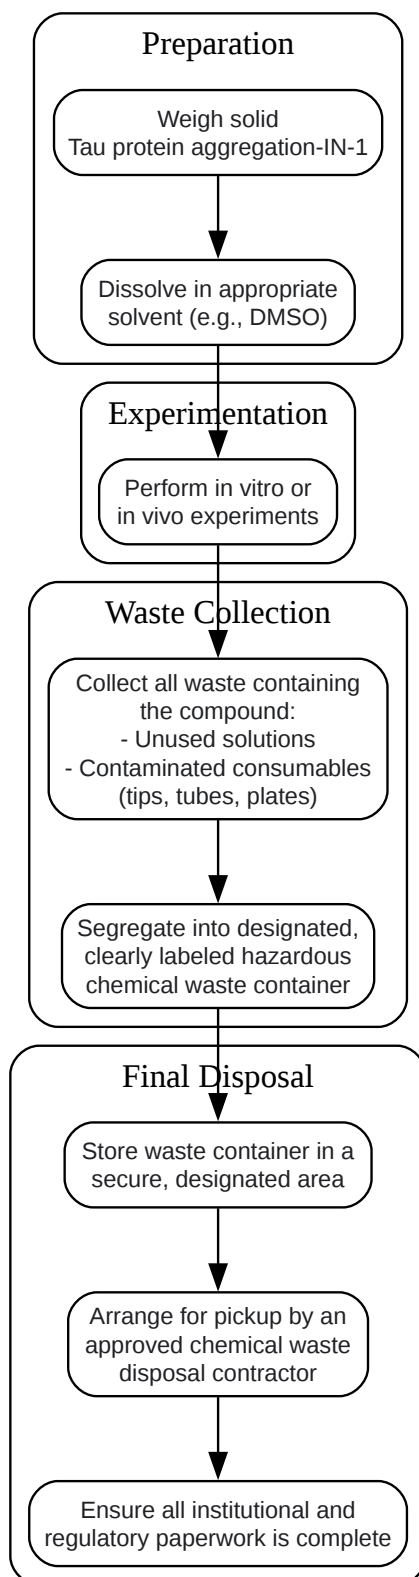 Preparation
Weigh solid
Tau protein aggregation-IN-1
Dissolve in appropriate
solvent (e.g., DMSO)
Experimentation
Perform in vitro or
in vivo experiments
Waste Collection
Collect all waste containing
the compound:
- Unused solutions
- Contaminated consumables
(tips, tubes, plates)
Segregate into designated,
clearly labeled hazardous
chemical waste container
Final Disposal
Store waste container in a
secure, designated area
Arrange for pickup by an
approved chemical waste
disposal contractor
Ensure all institutional and
regulatory paperwork is complete